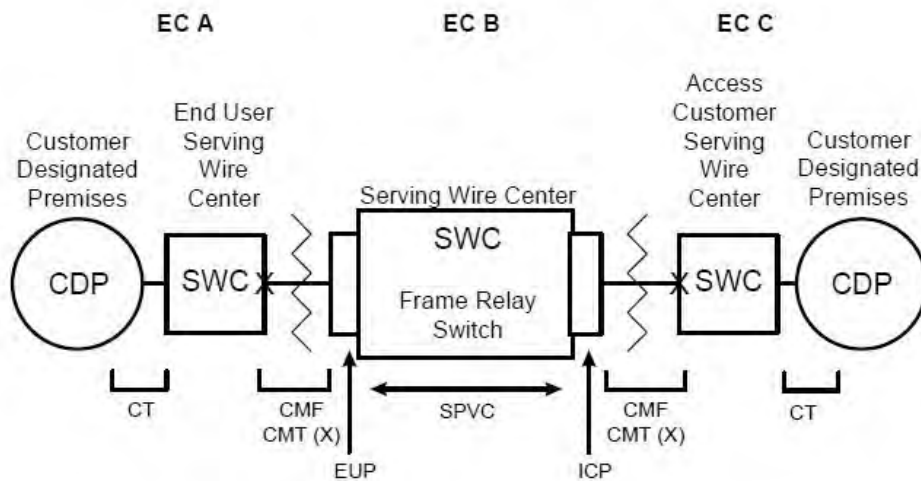 EC A
EC B
EC C
Customer
Designated
Premises
End User
Serving
Wire
Center
Serving Wire Center
Access
Customer
Serving
Wire
Center
Customer
Designated
Premises
CDP
SWC
X
SWC
Frame Relay
Switch
X
SWC
CDP
CT
CMF
CMT (X)
SPVC
CMF
CMT (X)
CT
EUP
ICP